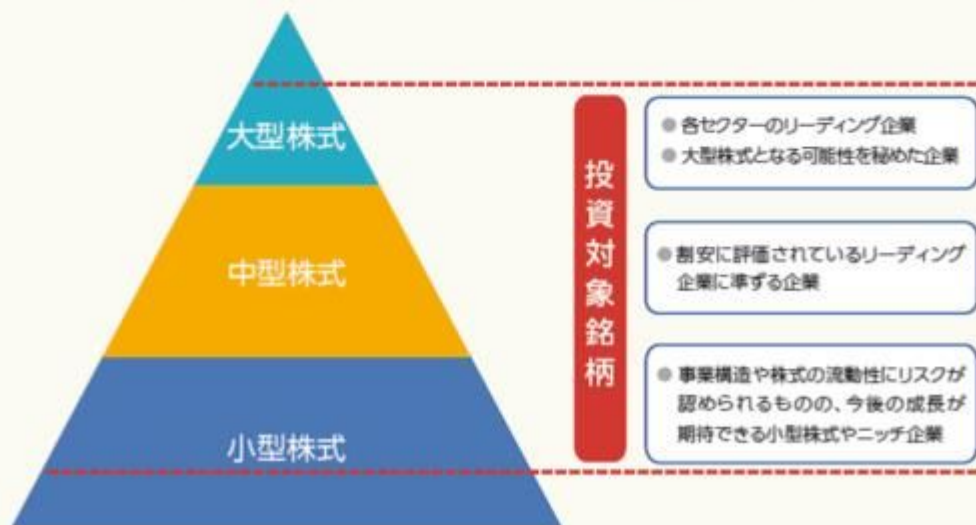 大型株式
中型株式
小型株式
投資対象銘柄
各セクターのリーディング企業
大型株式となる可能性を秘めた企業
割安に評価されているリーディング
企業に準ずる企業
事業構造や株式の流動性にリスクが
認められるものの、今後の成長が
期待できる小型株式やニッチ企業